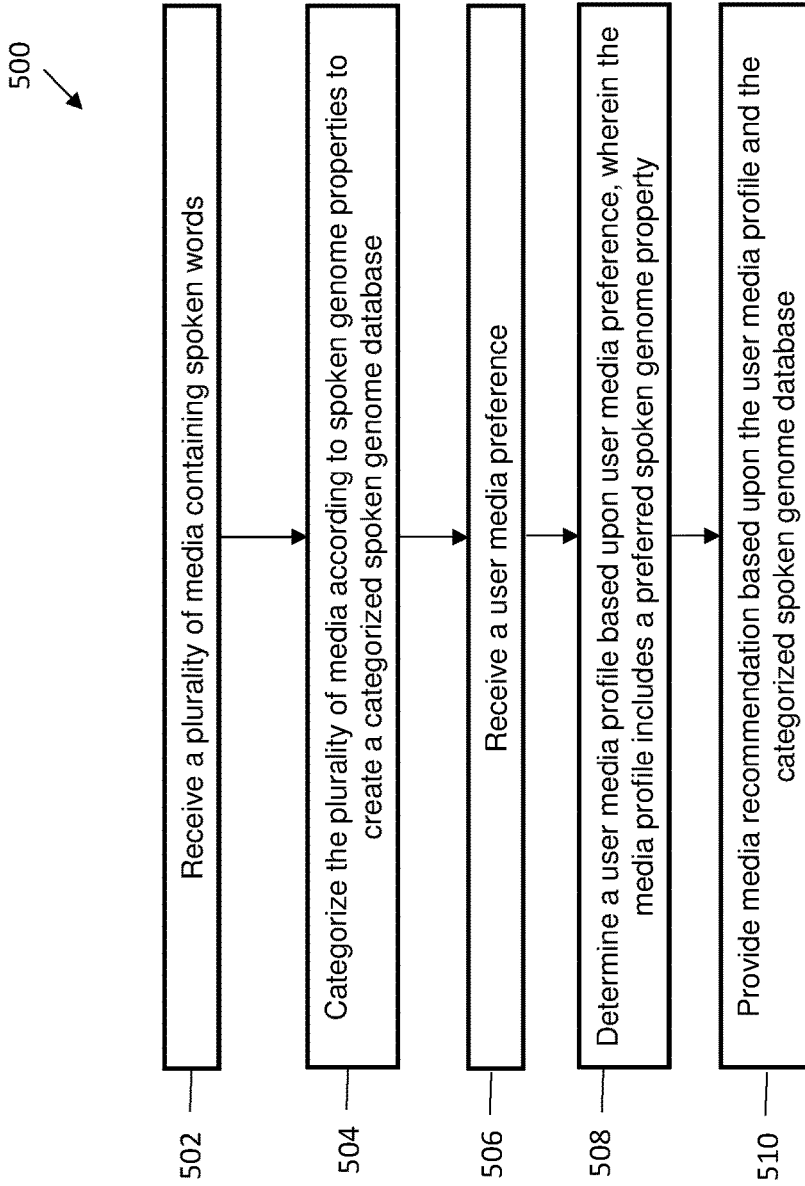 500
502
Receive a plurality of media containing spoken words
504
Categorize the plurality of media according to spoken genome properties to
create a categorized spoken genome database
506
Receive a user media preference
508
Determine a user media profile based upon user media preference, wherein the
media profile includes a preferred spoken genome property
510
Provide media recommendation based upon the user media profile and the
categorized spoken genome database